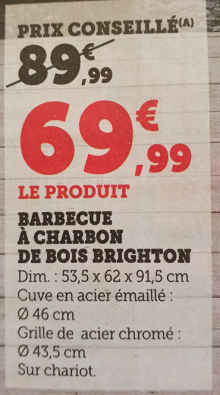 PRIX CONSEILLÉ(A)
89€,99
69€,99
LE PRODUIT
BARBECUE
À CHARBON
DE BOIS BRIGHTON
Dim. : 53,5 x 62 x 91,5 cm
Cuve en acier émaillé :
Ø 46 cm
Grille de acier chromé :
Ø 43,5 cm
Sur chariot.